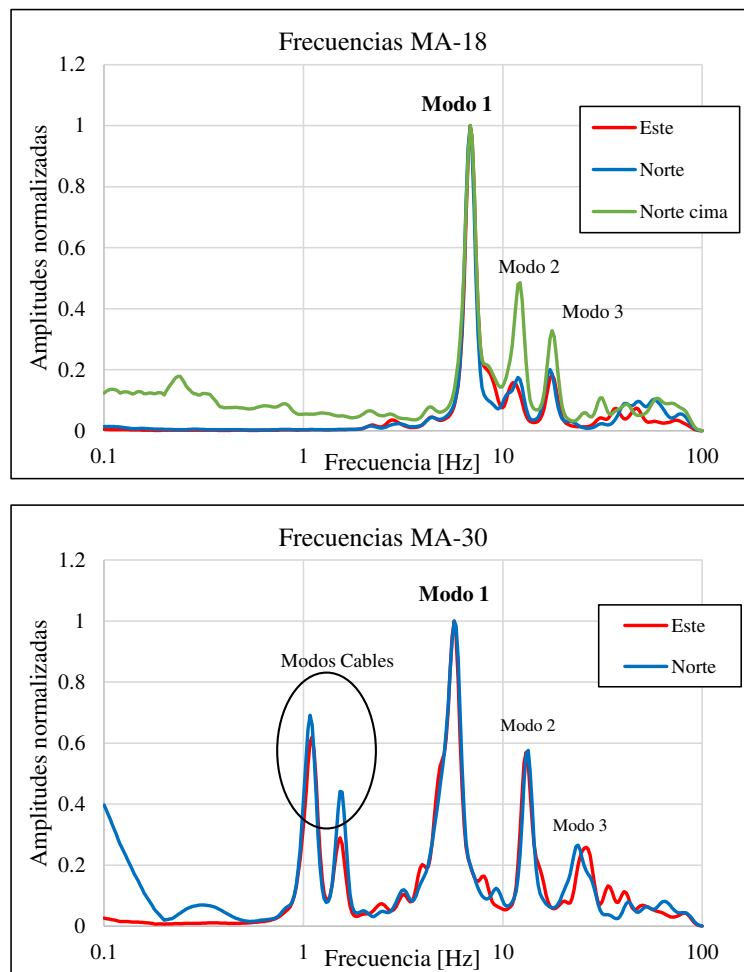 Frecuencias MA-18
Amplitudes normalizadas
1.2
1
0.8
0.6
0.4
0.2
0
Modo 1
Modo 2
Modo 3
Este
Norte
Norte cima
0.1
1
10
100
Frecuencia [Hz]
Frecuencias MA-30
Amplitudes normalizadas
1.2
1
0.8
0.6
0.4
0.2
0
Modo 1
Modos Cables
Modo 2
Modo 3
Este
Norte
0.1
1
10
100
Frecuencia [Hz]